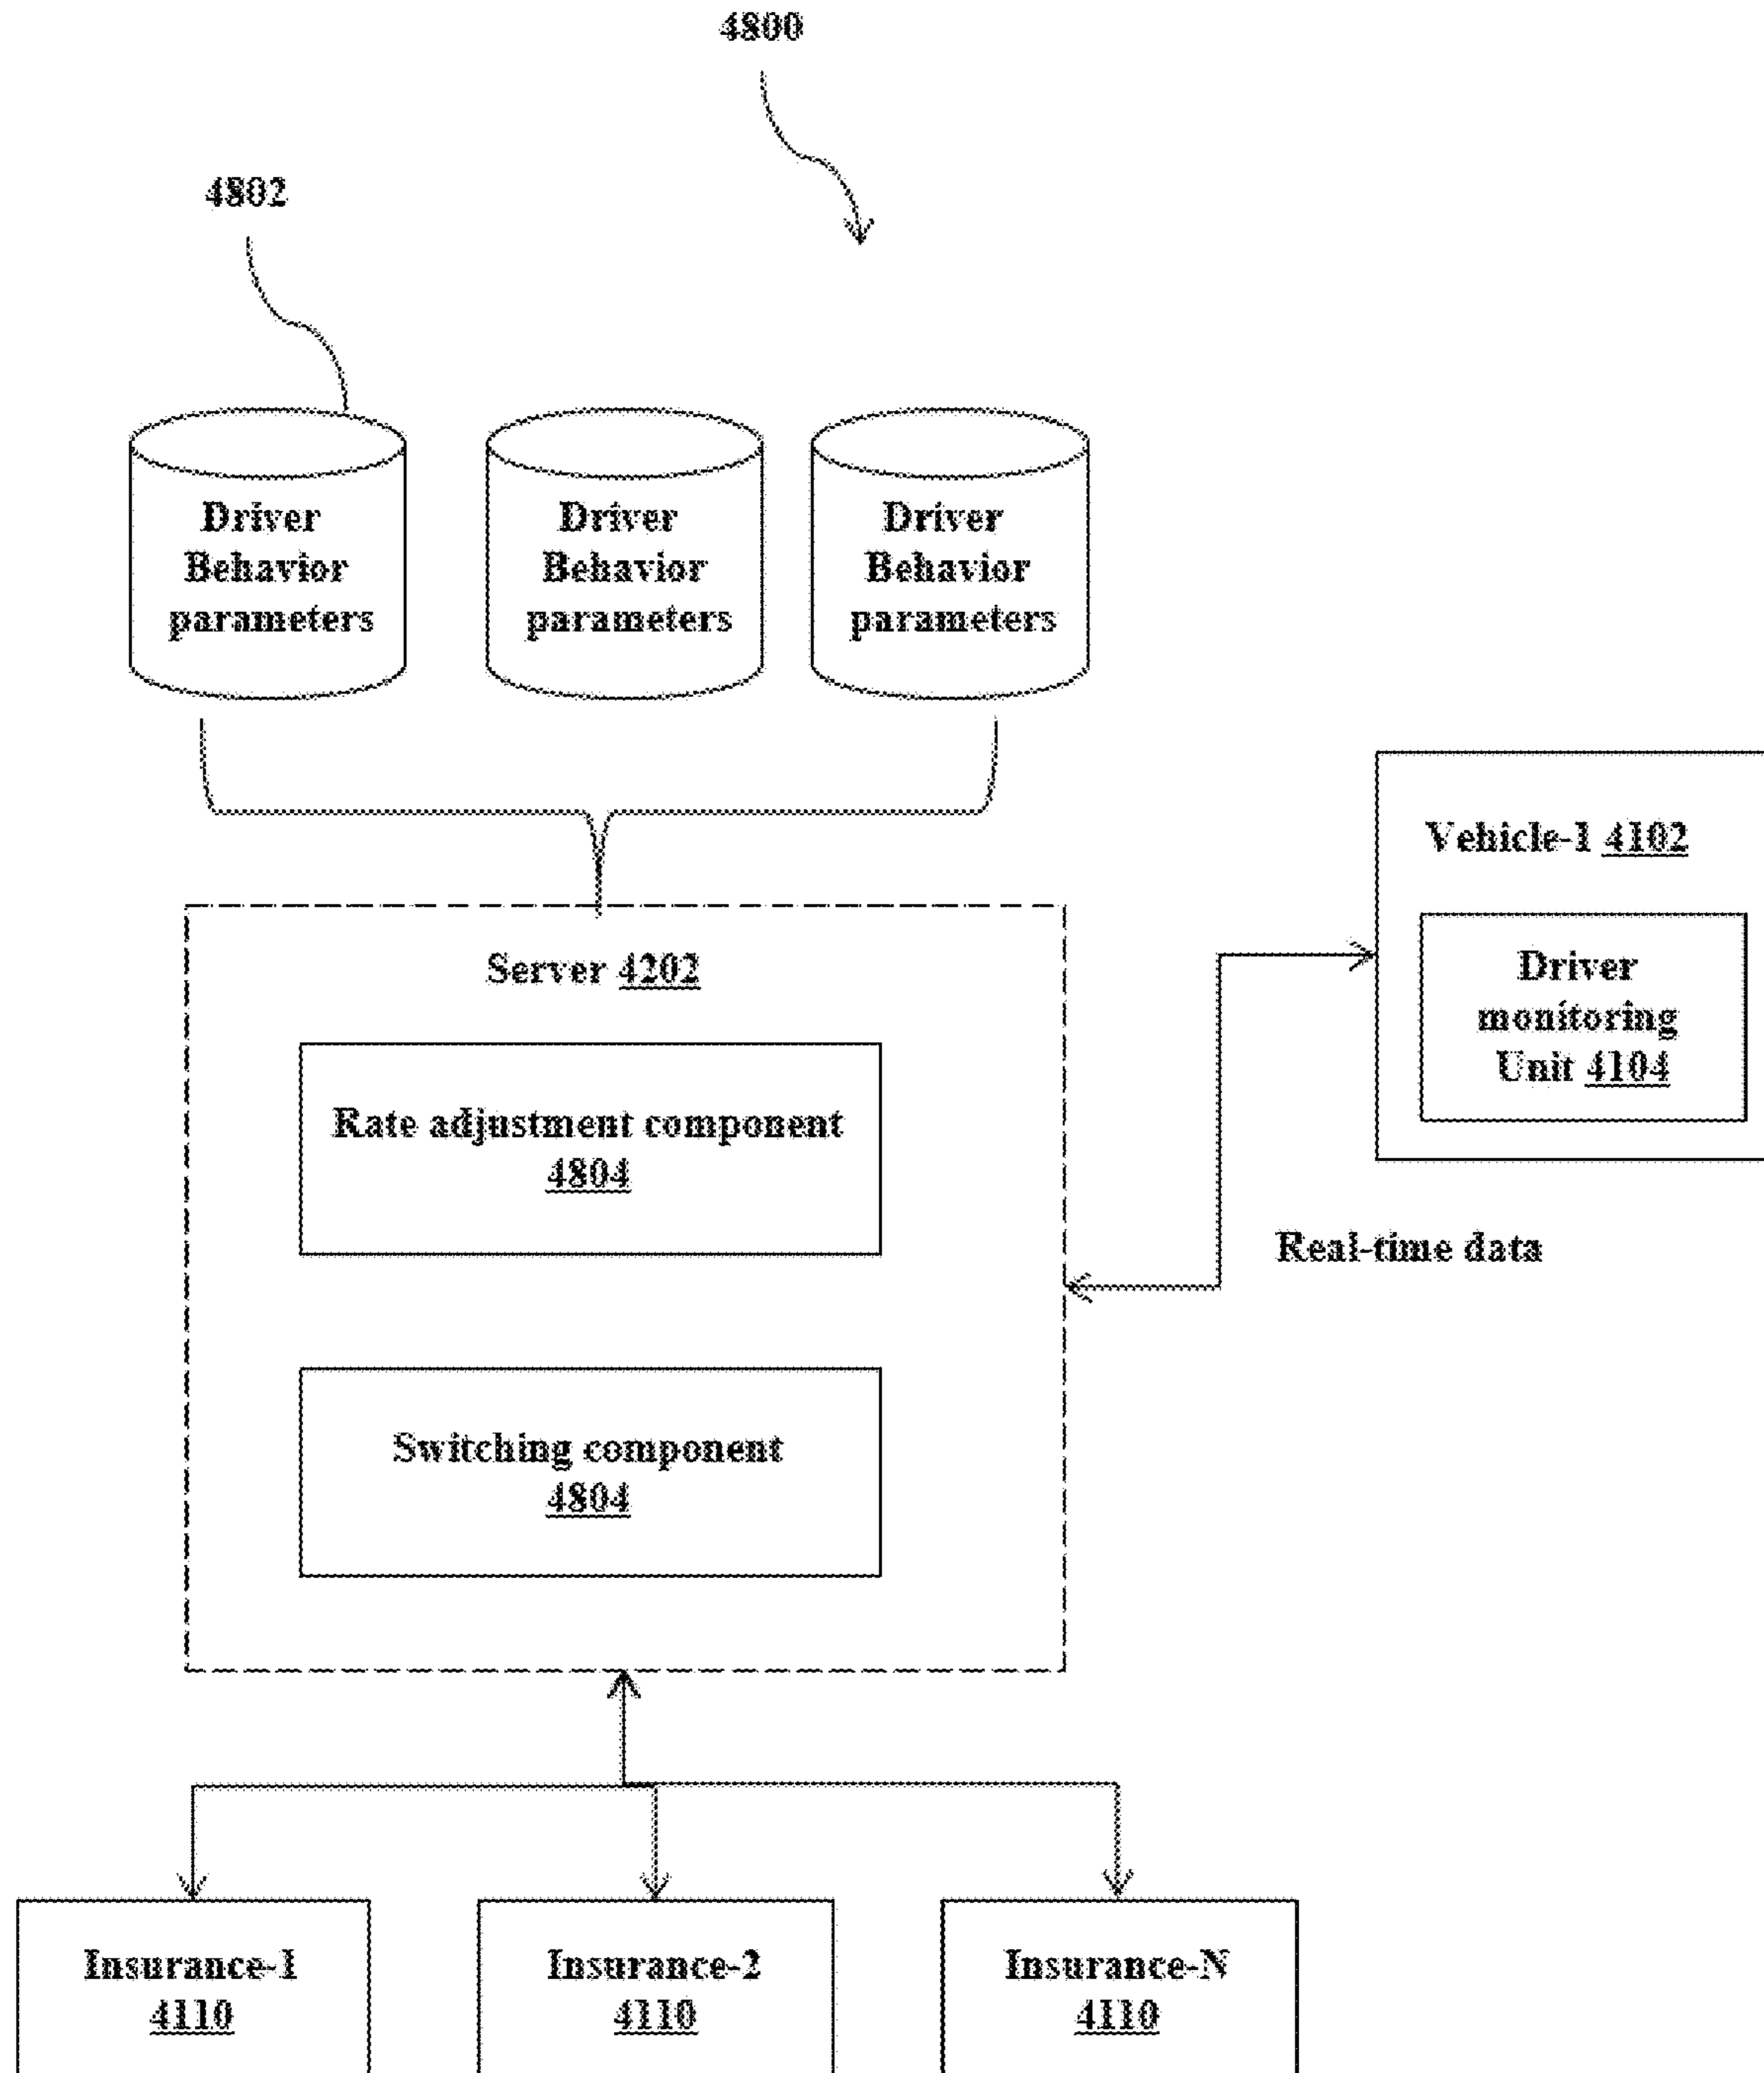 4800
4802
Driver
Behavior
parameters
Driver
Behavior
parameters
Driver
Behavior
parameters
Vehicle-1 4102
Driver
monitoring
Unit 4104
Server 4202
Rate adjustment component
4804
Real-time data
Switching component
4804
Insurance-1
4110
Insurance-2
4110
Insurance-N
4110